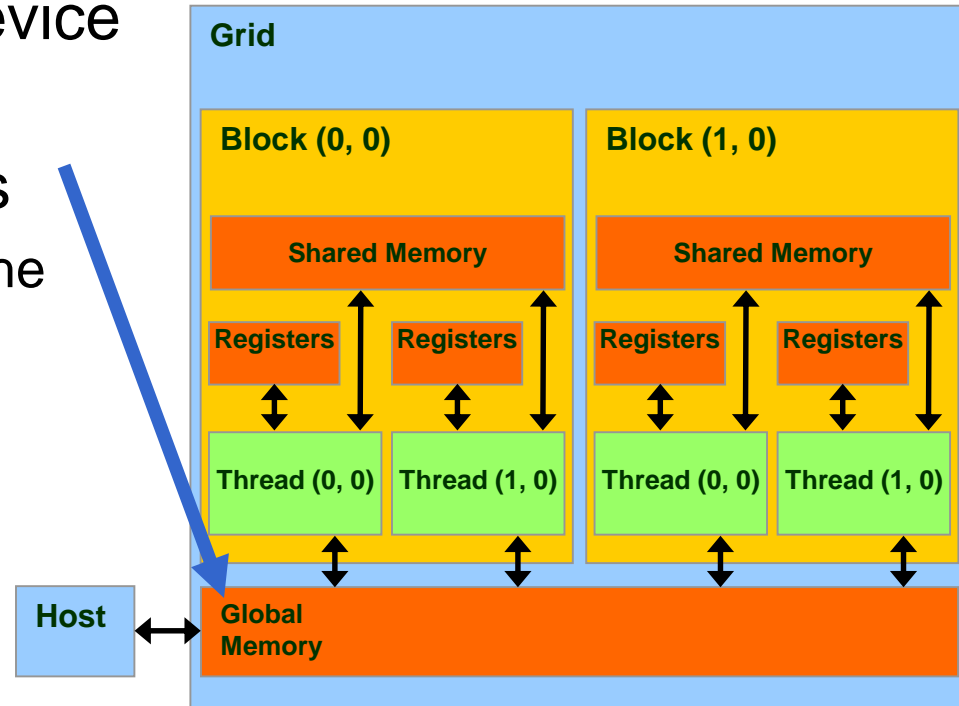 evice
s
ne
Grid
Block (0, 0)
Block (1, 0)
Shared Memory
Shared Memory
Registers
Registers
Registers
Registers
Thread (0, 0)
Thread (1, 0)
Thread (0, 0)
Thread (1, 0)
Host
Global
Memory